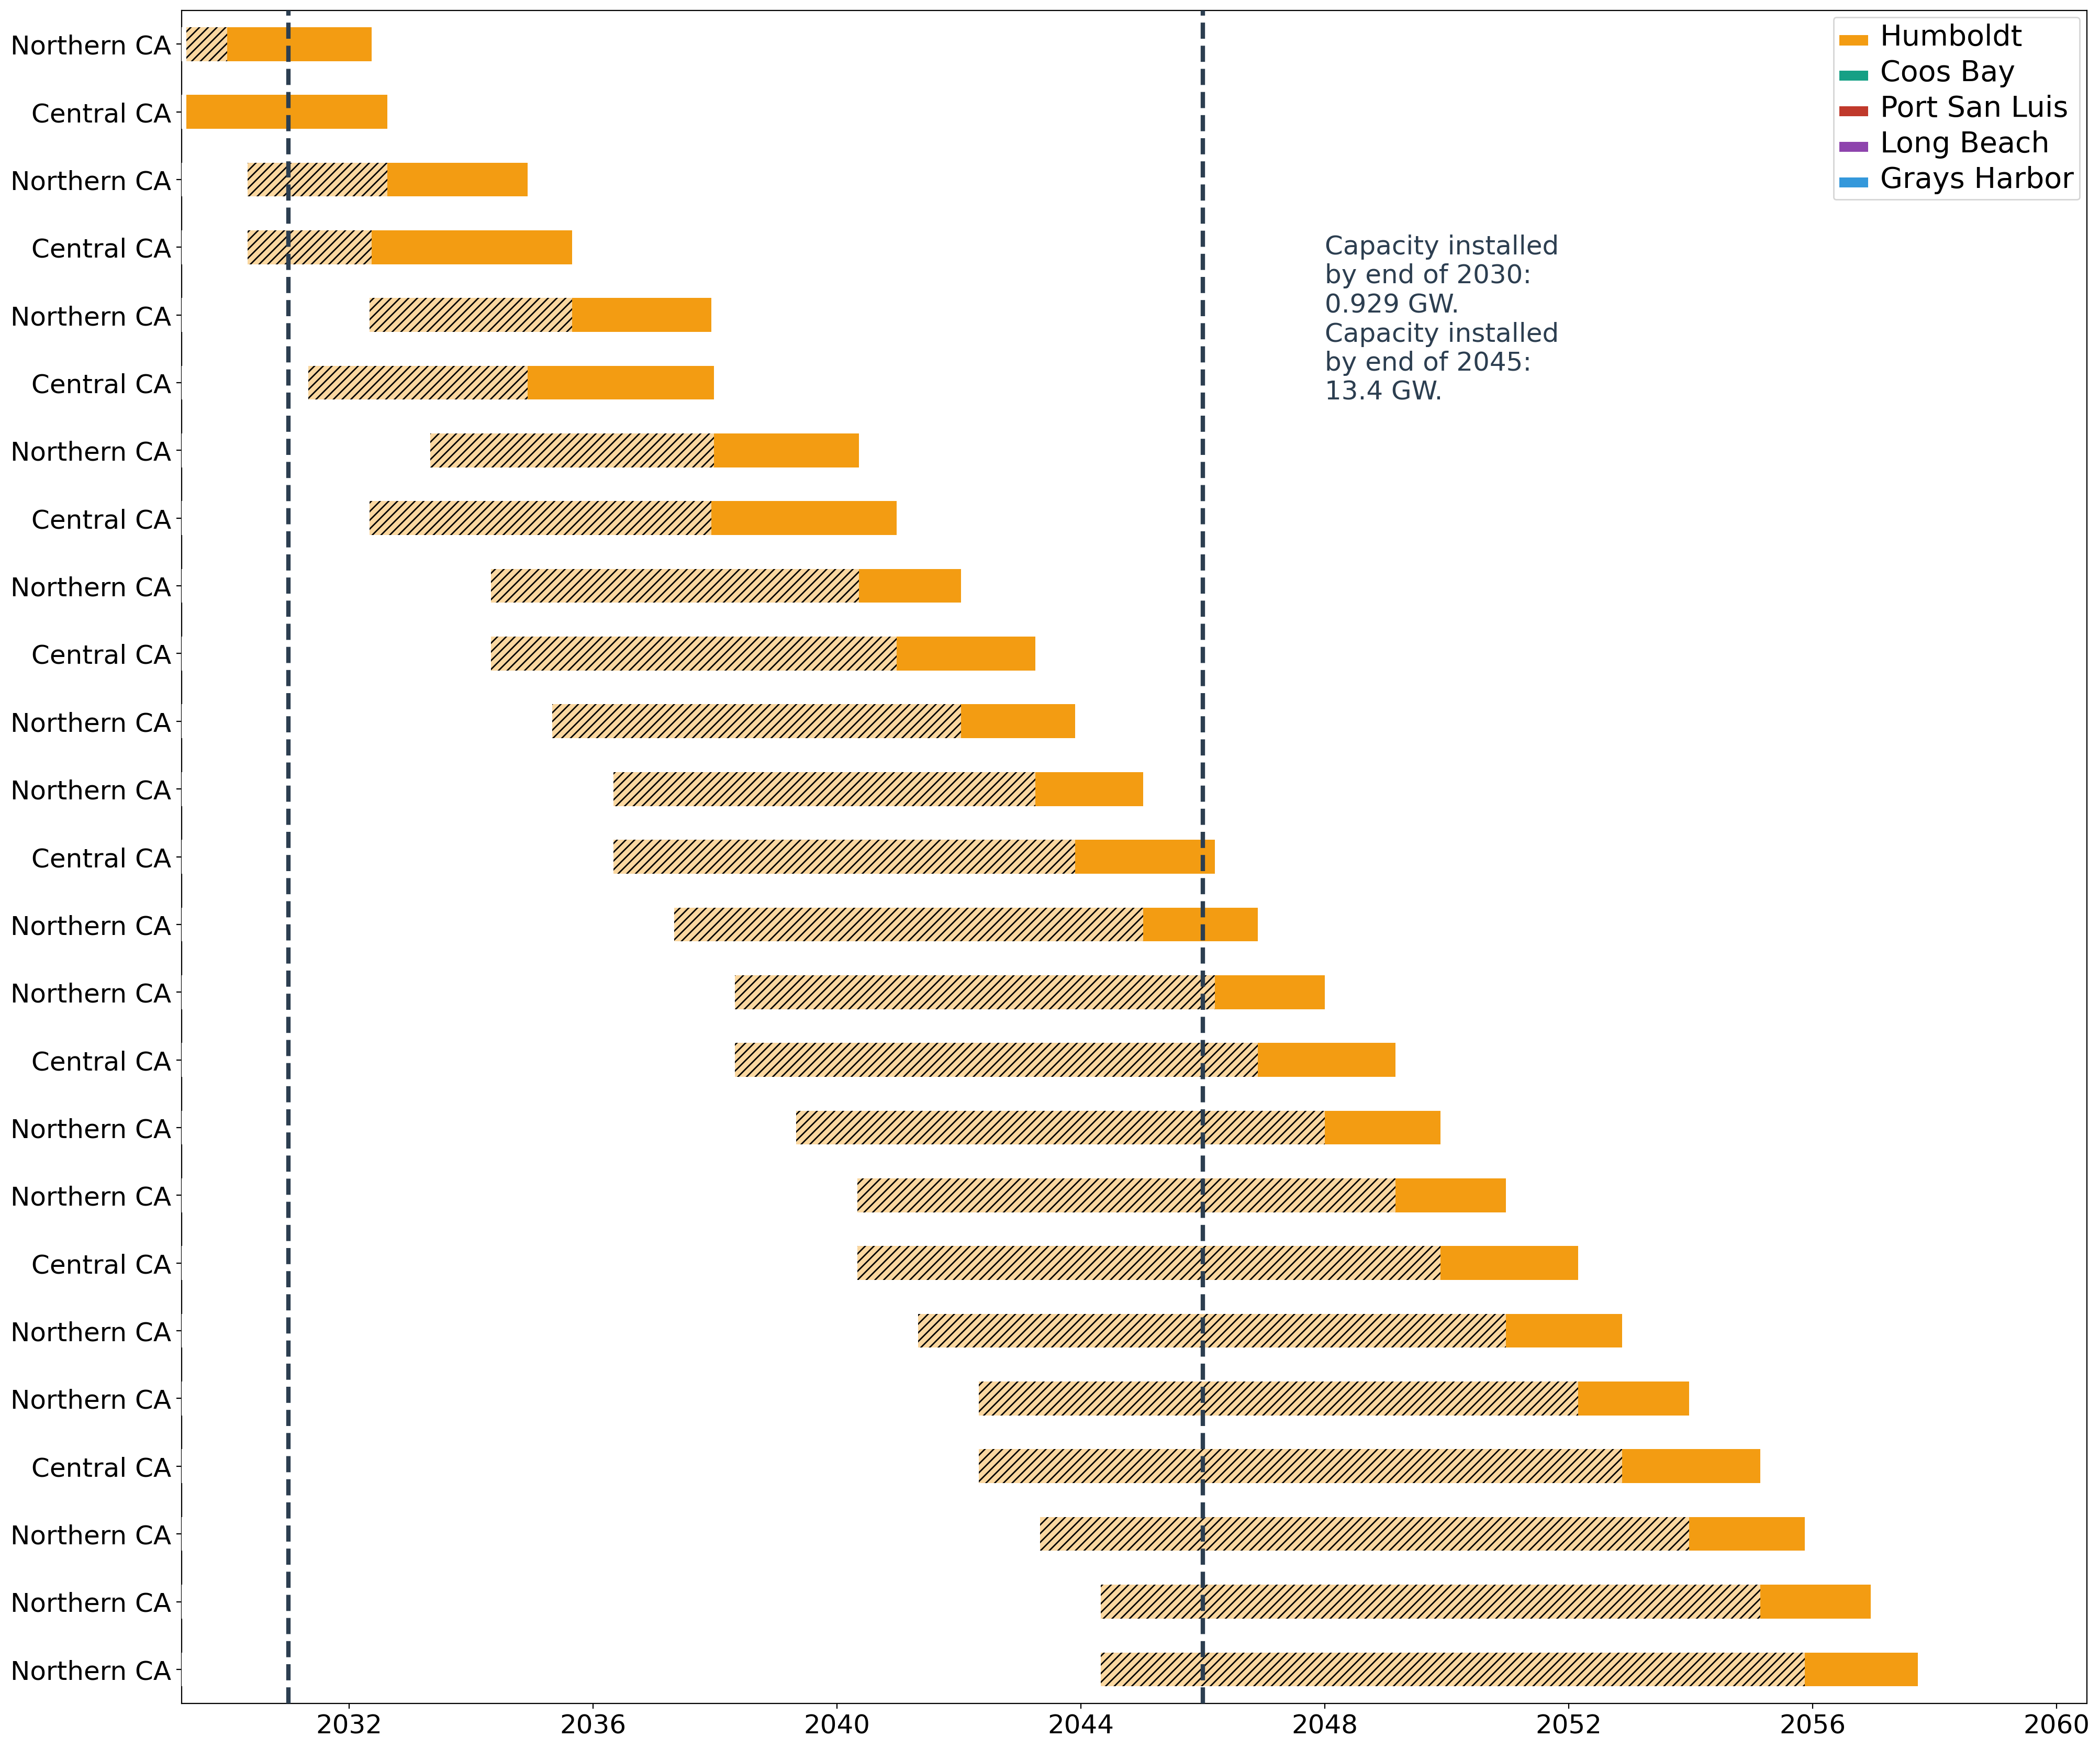 Northern CA
Central CA
Northern CA
Central CA
Northern CA
Central CA
Northern CA
Central CA
Northern CA
Central CA
Northern CA
Northern CA
Central CA
Northern CA
Northern CA
Central CA
Northern CA
Northern CA
Central CA
Northern CA
Northern CA
Central CA
Northern CA
Northern CA
Northern CA
Humboldt
Coos Bay
Port San Luis
Long Beach
Grays Harbor
Capacity installed
by end of 2030:
0.929 GW.
Capacity installed
by end of 2045:
13.4 GW.
2032
2036
2040
2044
2048
2052
2056
2060